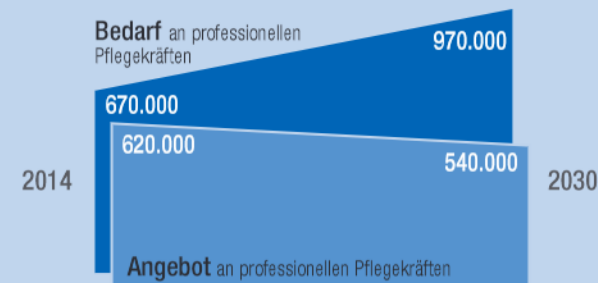 Bedarf an professionellen
Pflegekräften
970.000
670.000
620.000
540.000
2014
2030
Angebot an professionellen Pflegekräften